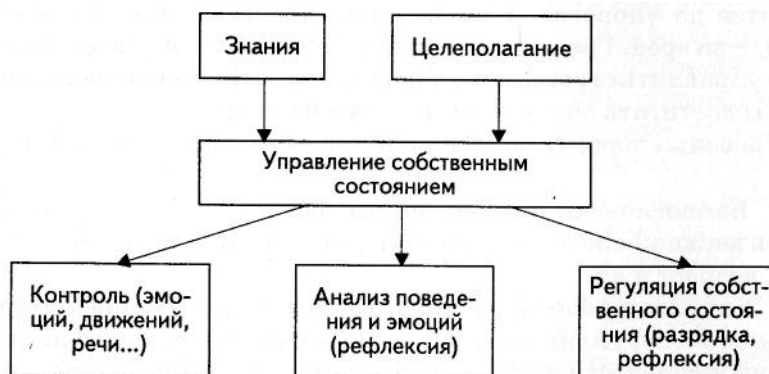 Знания
Целеполагание
Управление собственным
состоянием
Контроль (эмо-
ций, движений,
речи...)
Анализ поведе-
ния и эмоций
(рефлексия)
Регуляция собст-
венного состоя-
ния (разрядка,
рефлексия)